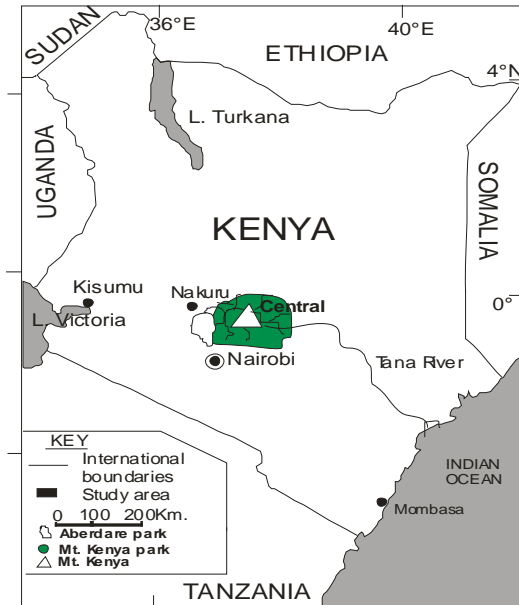 36°E
40°E
SUDAN
ETHIOPIA
4°N
L. Turkana
UGANDA
SOMALIA
KENYA
Kisumu
Nakuru
Central
0°
L. Victoria
Nairobi
Tana River
KEY
International
boundaries
Study area
0 100 200Km.
Aberdare park
Mt. Kenya park
Mt. Kenya
INDIAN
OCEAN
Mombasa
TANZANIA